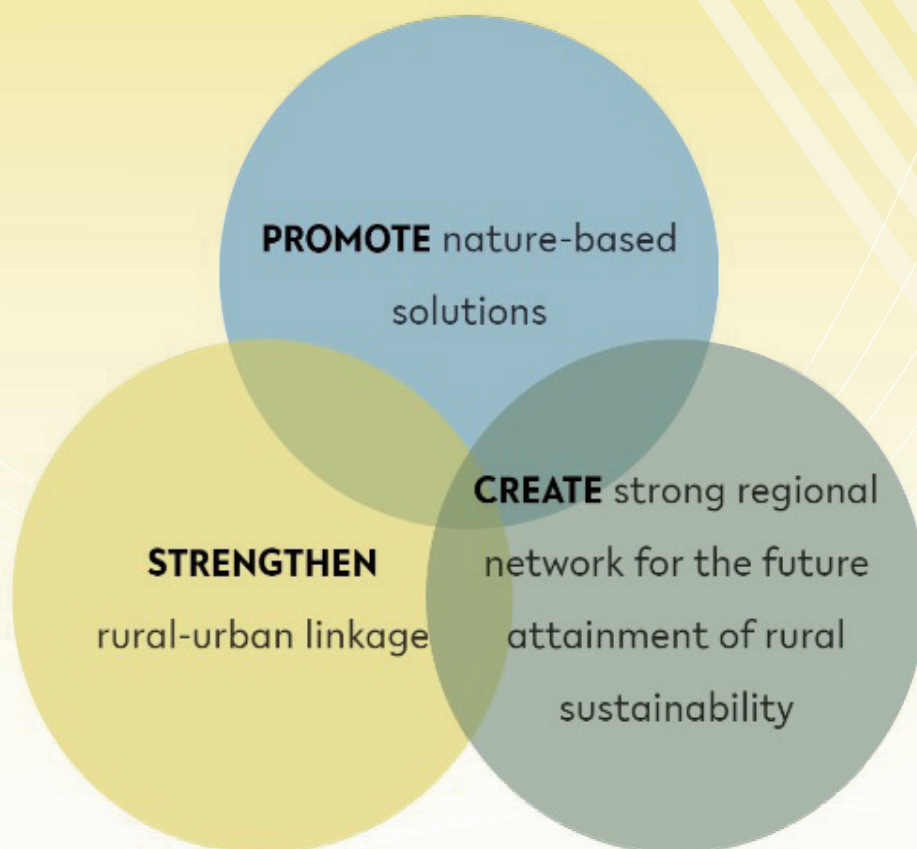 PROMOTE nature-based
solutions
STRENGTHEN
rural-urban linkage
CREATE strong regional
network for the future
attainment of rural
sustainability